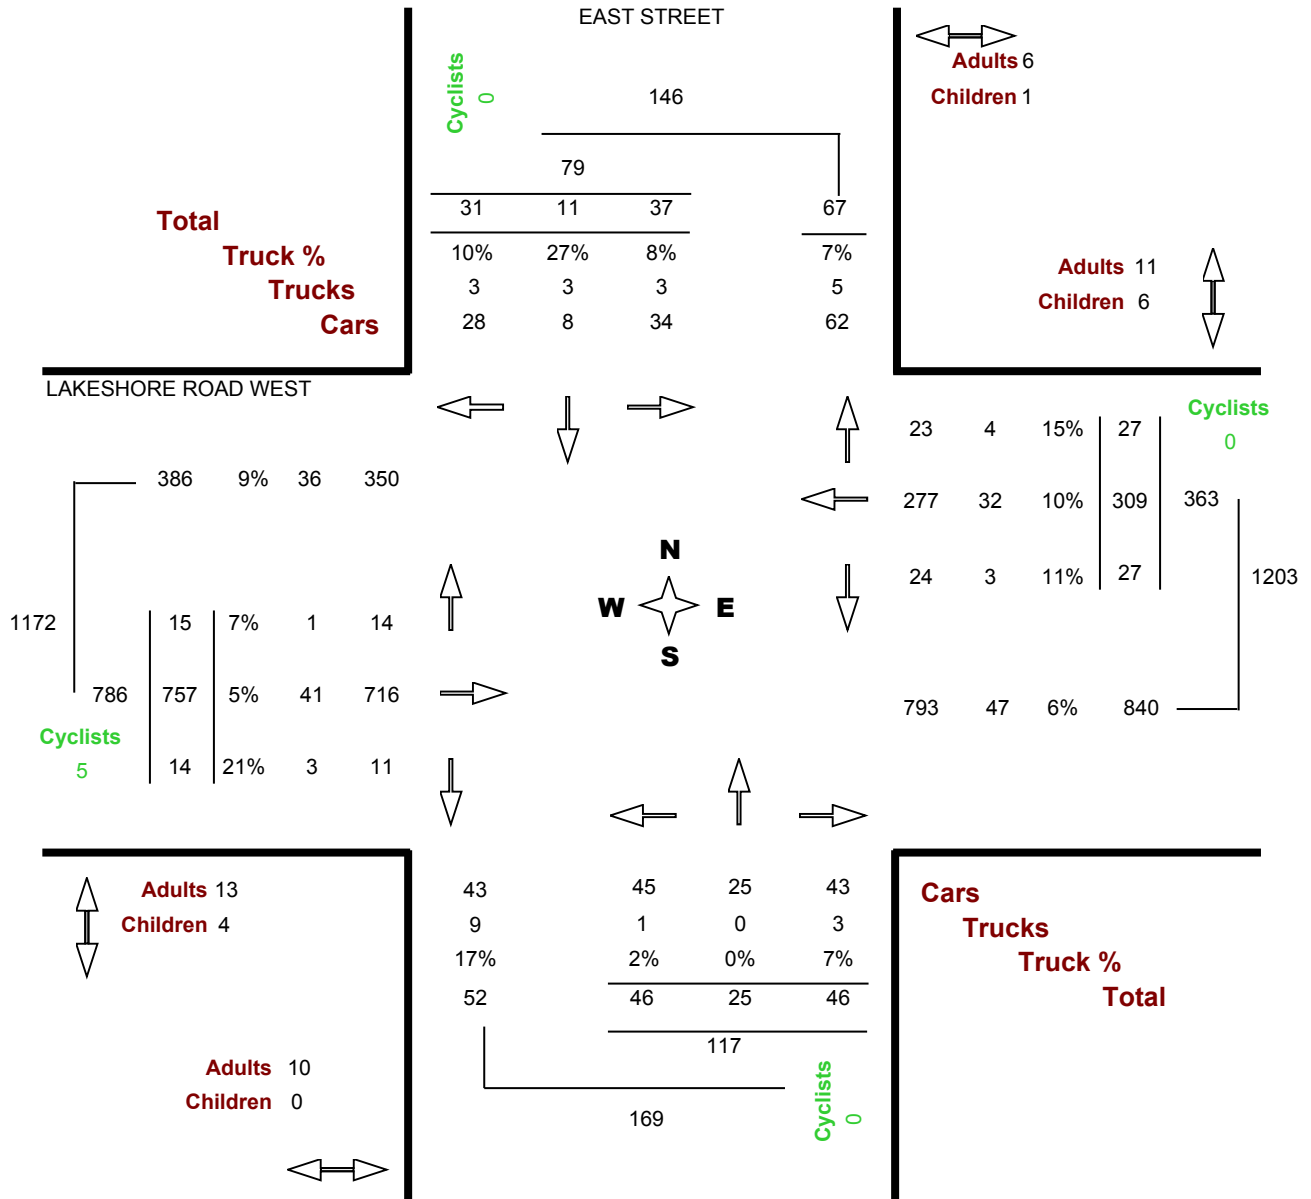 EAST STREET
Adults 6
Children 1
Cyclists
0
146
79
31 11 37 67
Total
10% 27% 8% 7%
Truck %
3 3 3 5
Trucks
28 8 34 62
Cars
Adults 11
Children 6
LAKESHORE ROAD WEST
Cyclists
0
23 4 15% 27
386 9% 36 350
277 32 10% 309 363
N
W E
S
24 3 11% 27
1203
1172
15 7% 1 14
786 757 5% 41 716
793 47 6% 840
Cyclists
5
14 21% 3 11
Adults 13
Children 4
43 45 25 43
9 1 0 3
17% 2% 0% 7%
52 46 25 46
117
Cars
Trucks
Truck %
Total
Adults 10
Children 0
169
Cyclists
0